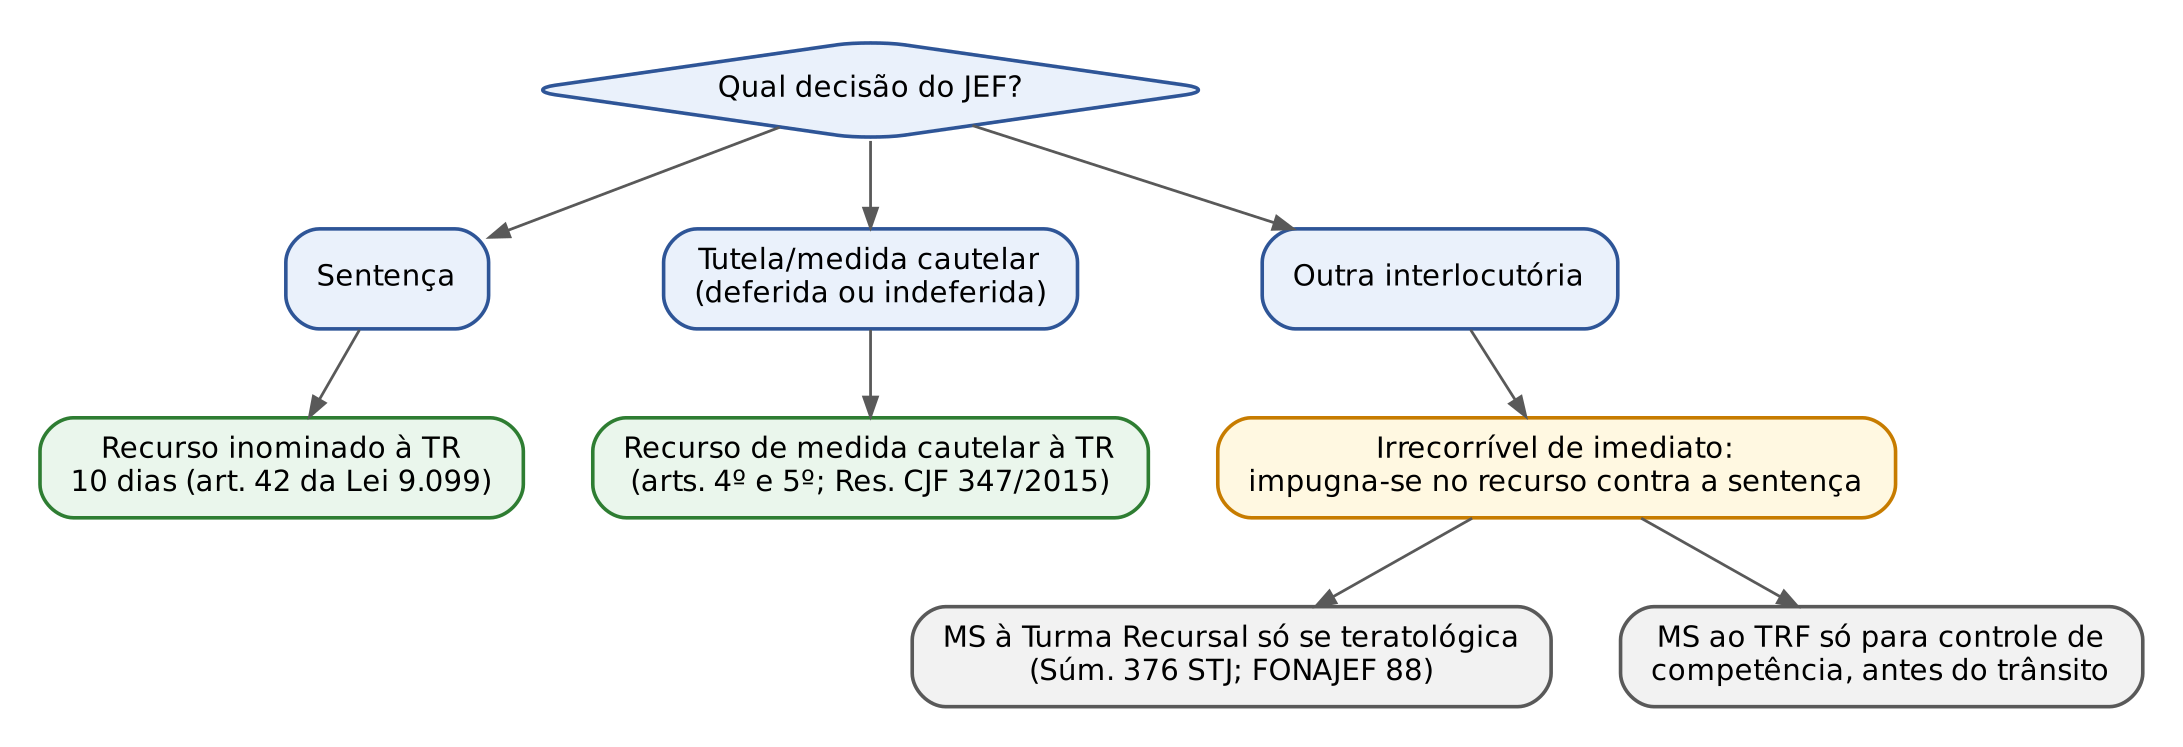 Qual decisão do JEF?
Sentença
Tutela/medida cautelar
(deferida ou indeferida)
Outra interlocutória
Recurso inominado à TR
10 dias (art. 42 da Lei 9.099)
Recurso de medida cautelar à TR
(arts. 4º e 5º; Res. CJF 347/2015)
Irrecorrível de imediato:
impugna-se no recurso contra a sentença
MS à Turma Recursal só se teratológica
(Súm. 376 STJ; FONAJEF 88)
MS ao TRF só para controle de
competência, antes do trânsito